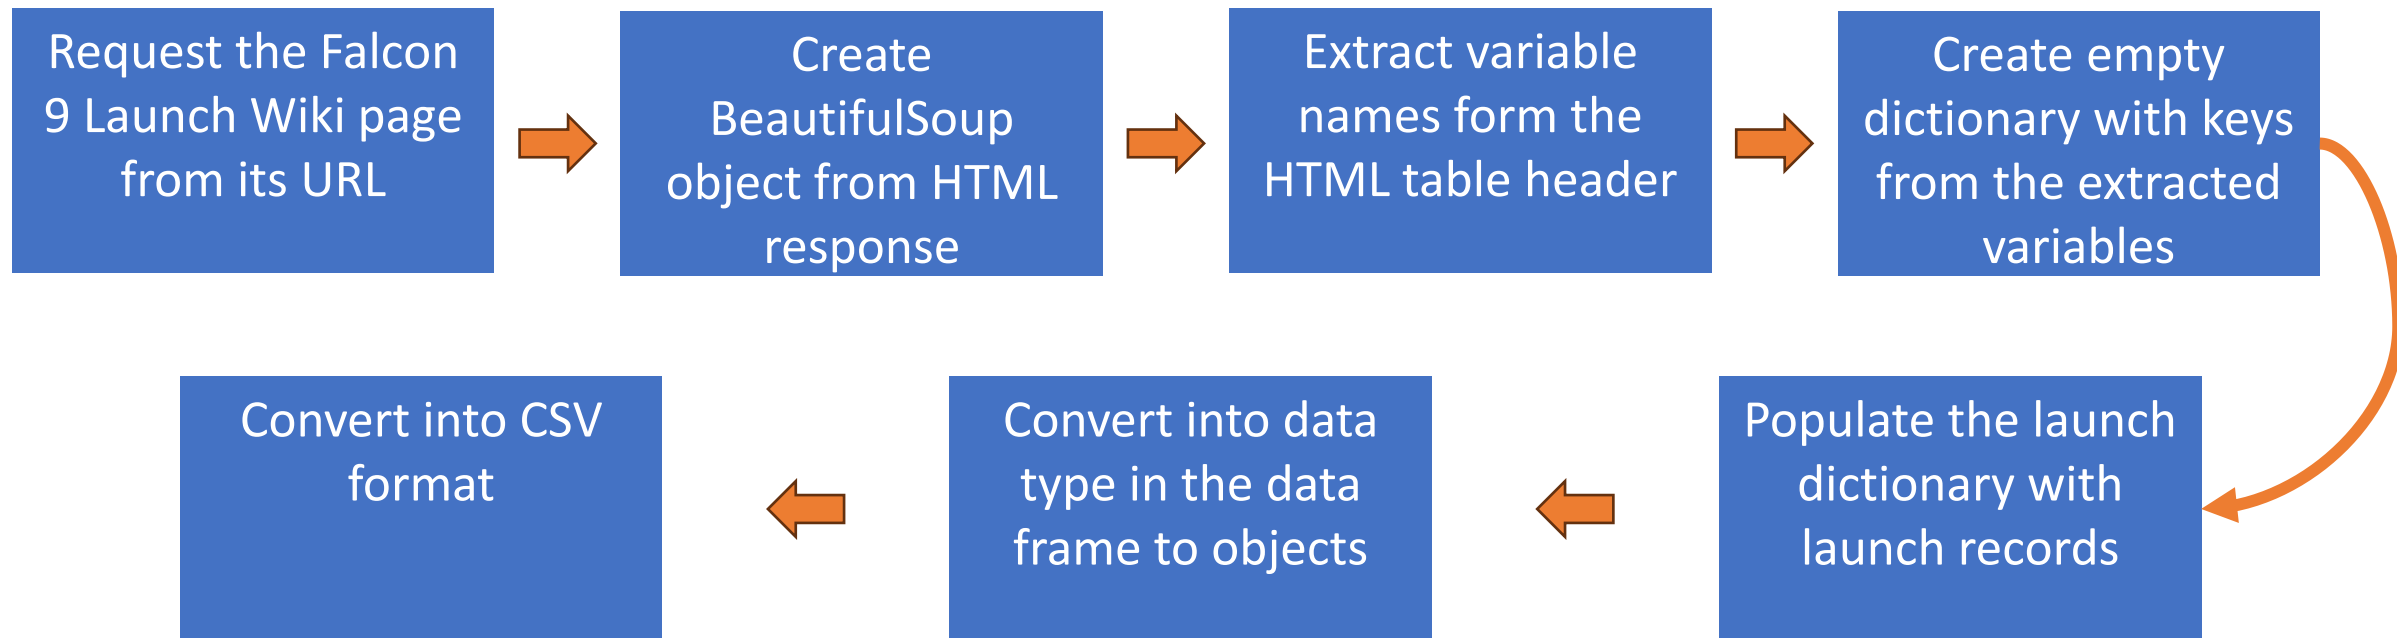 Request the Falcon
9 Launch Wiki page
from its URL
Create
BeautifulSoup
object from HTML
response
Extract variable
names form the
HTML table header
Create empty
dictionary with keys
from the extracted
variables
Populate the launch
dictionary with
launch records
Convert into data
type in the data
frame to objects
Convert into CSV
format